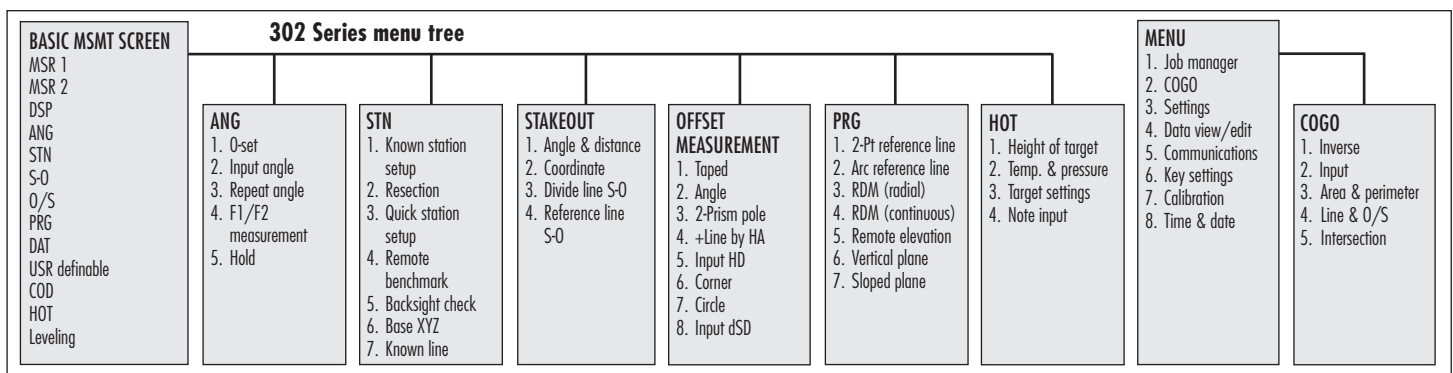 302 Series menu tree
BASIC MSMT SCREEN
MSR 1
MSR 2
DSP
ANG
STN
S-O
O/S
PRG
DAT
USR definable
COD
HOT
Leveling
ANG
1. 0-set
2. Input angle
3. Repeat angle
4. F1/F2
measurement
5. Hold
STN
1. Known station
setup
2. Resection
3. Quick station
setup
4. Remote
benchmark
5. Backsight check
6. Base XYZ
7. Known line
STAKEOUT
1. Angle & distance
2. Coordinate
3. Divide line S-O
4. Reference line
S-O
OFFSET
MEASUREMENT
1. Taped
2. Angle
3. 2-Prism pole
4. +Line by HA
5. Input HD
6. Corner
7. Circle
8. Input dSD
PRG
1. 2-Pt reference line
2. Arc reference line
3. RDM (radial)
4. RDM (continuous)
5. Remote elevation
6. Vertical plane
7. Sloped plane
HOT
1. Height of target
2. Temp. & pressure
3. Target settings
4. Note input
MENU
1. Job manager
2. COGO
3. Settings
4. Data view/edit
5. Communications
6. Key settings
7. Calibration
8. Time & date
COGO
1. Inverse
2. Input
3. Area & perimeter
4. Line & O/S
5. Intersection